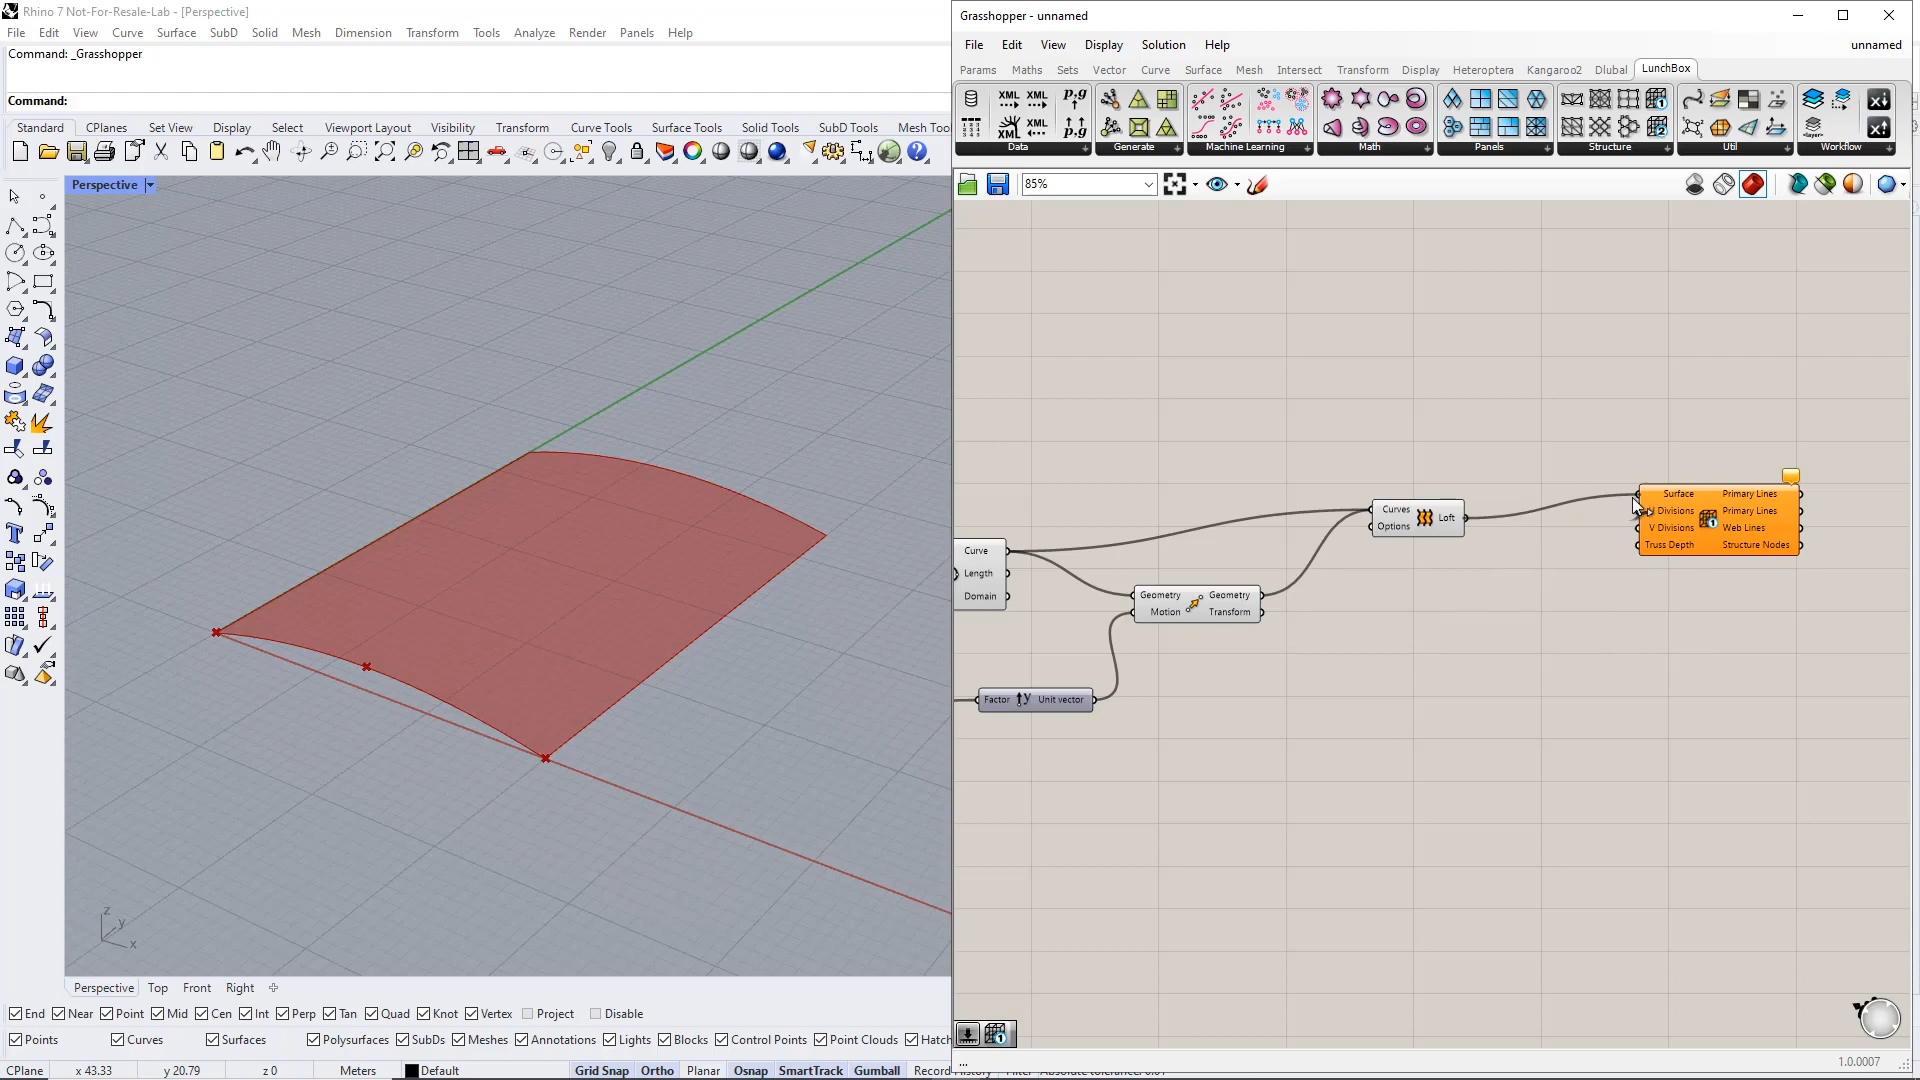 Rhino 7 Not-For-Resale-Lab - [Perspective]
File Edit View Curve Surface SubD Solid Mesh Dimension Transform Tools Analyze Render Panels Help
Command: _Grasshopper
Command:
Standard CPlanes Set View Display Select Viewport Layout Visibility Transform Curve Tools Surface Tools Solid Tools SubD Tools Mesh Too
Perspective
z
y
x
Perspective Top Front Right
End Near Point Mid Cen Int Perp Tan Quad Knot Vertex Project Disable
Points Curves Surfaces Polysurfaces SubDs Meshes Annotations Lights Blocks Control Points Point Clouds Hatch
CPlane x 43.33 y 20.79 z 0 Meters Default Grid Snap Ortho Planar Osnap SmartTrack Gumball Record
Grasshopper - unnamed
File Edit View Display Solution Help unnamed
Params Maths Sets Vector Curve Surface Mesh Intersect Transform Display Heteroptera Kangaroo2 Dlubal LunchBox
XML XML p,g
XML p,g
Data Generate Machine Learning Math Panels Structure Util Workflow
85%
Curve
Length
Domain
Geometry Geometry
Motion Transform
Factor y Unit vector
Curves
Options
Loft
Surface Primary Lines
Divisions Primary Lines
V Divisions Web Lines
Truss Depth Structure Nodes
...
1.0.0007